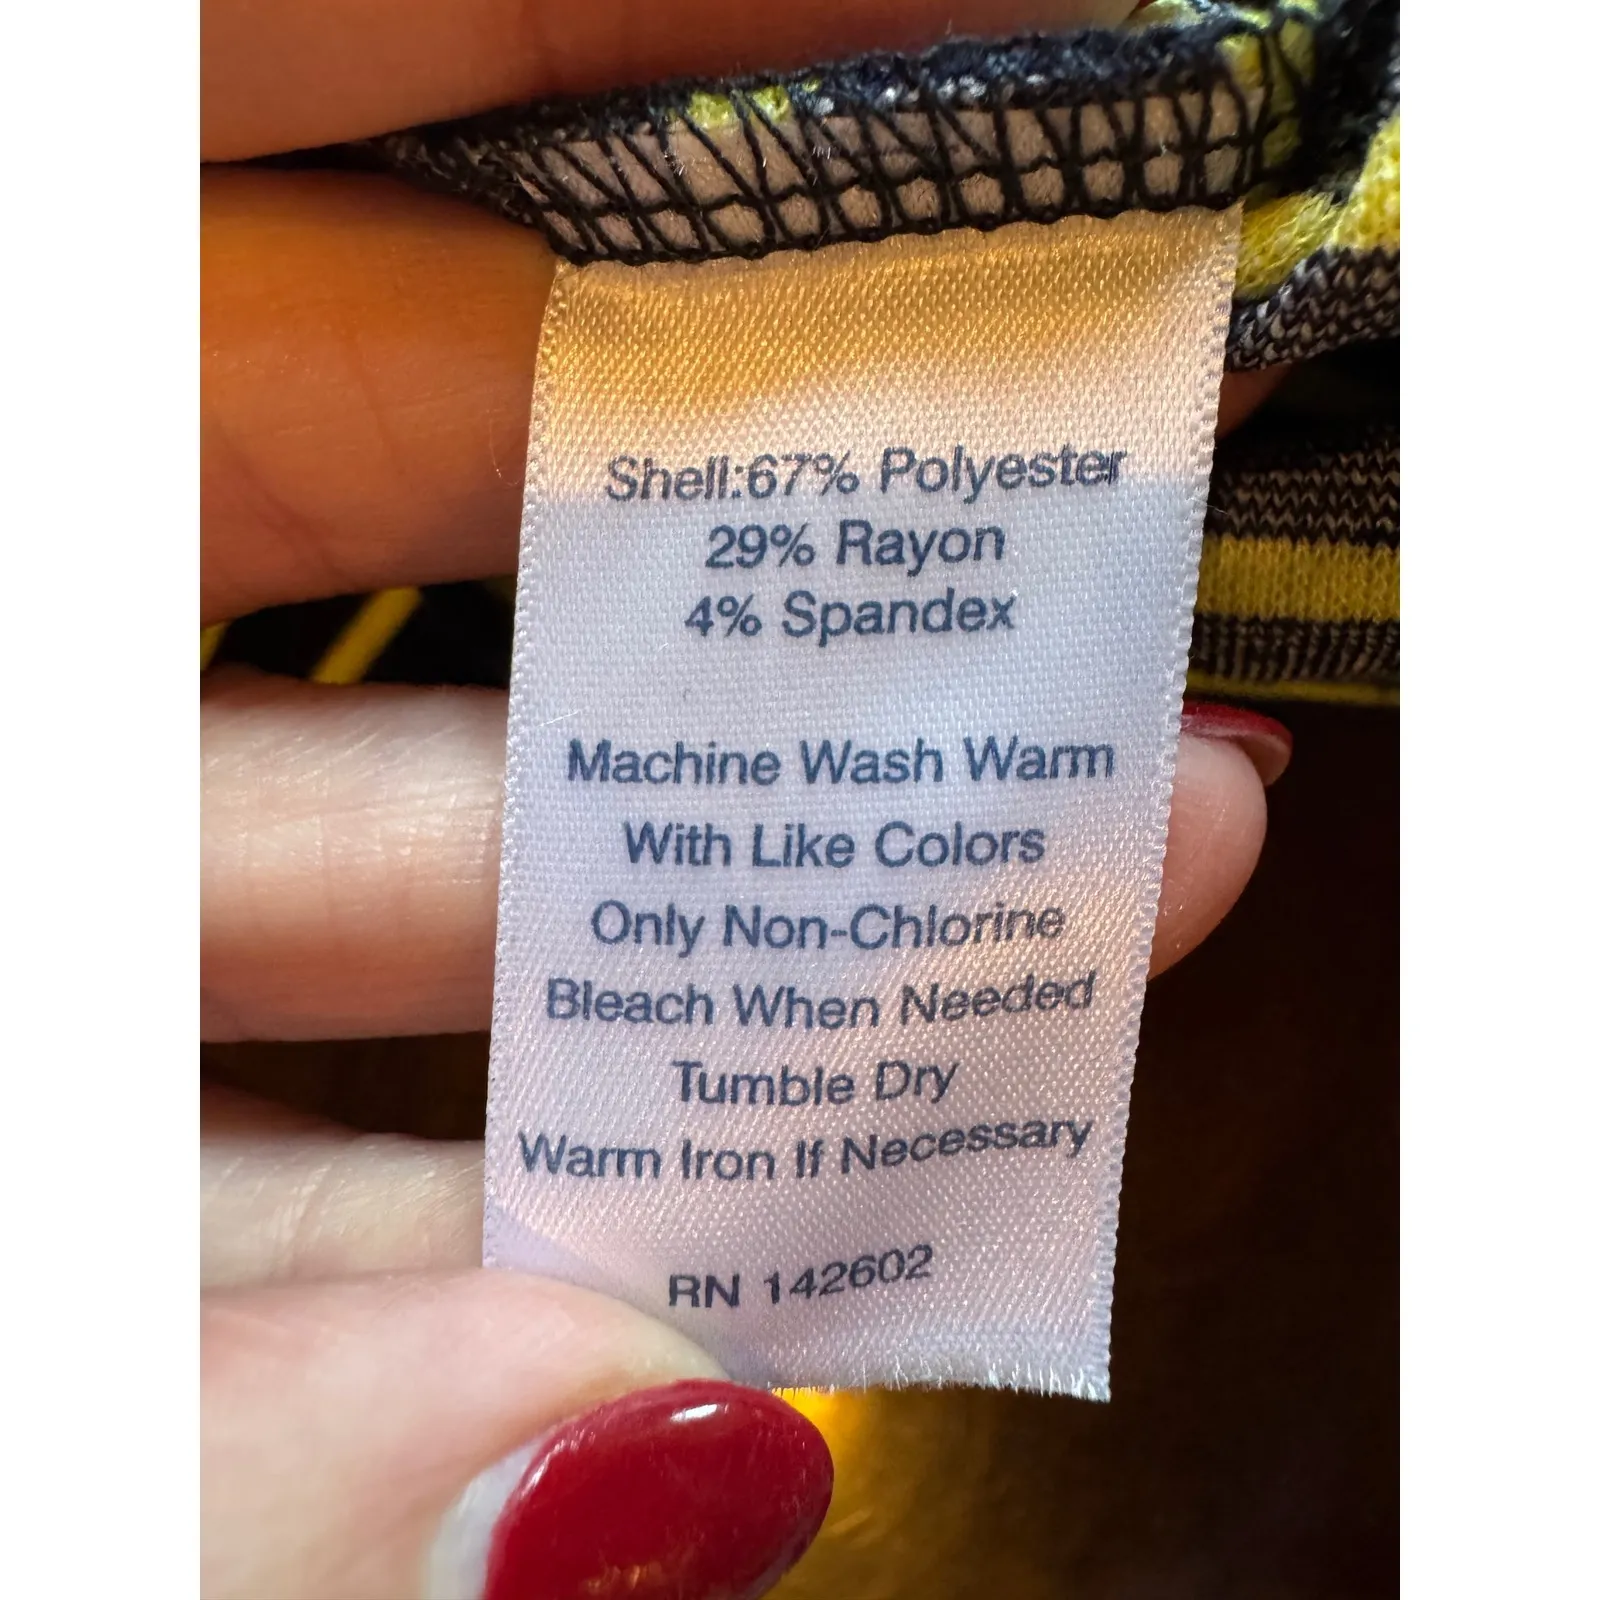 Shell:67% Polyester
29% Rayon
4% Spandex
Machine Wash Warm
With Like Colors
Only Non-Chlorine
Bleach When Needed
Tumble Dry
Warm Iron If Necessary
RN 142602